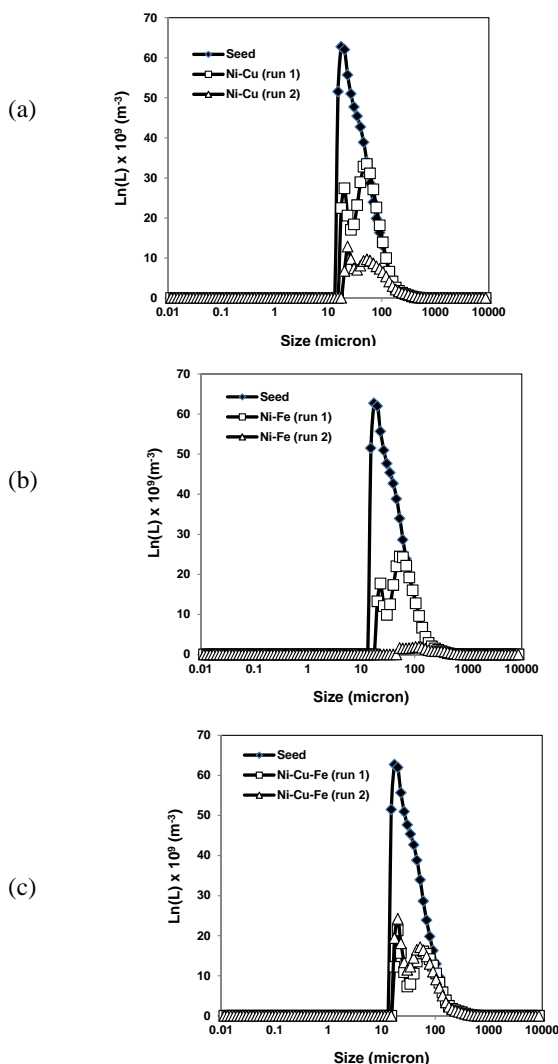 (a)
Ln(L) x 10⁹ (m⁻³)
70
60
50
40
30
20
10
0
Seed
Ni-Cu (run 1)
Ni-Cu (run 2)
0.01 0.1 1 10 100 1000 10000
Size (micron)
(b)
Ln(L) x 10⁹(m⁻³)
70
60
50
40
30
20
10
0
Seed
Ni-Fe (run 1)
Ni-Fe (run 2)
0.01 0.1 1 10 100 1000 10000
Size (micron)
(c)
Ln(L) x 10⁹ (m⁻³)
70
60
50
40
30
20
10
0
Seed
Ni-Cu-Fe (run 1)
Ni-Cu-Fe (run 2)
0.01 0.1 1 10 100 1000 10000
Size (micron)